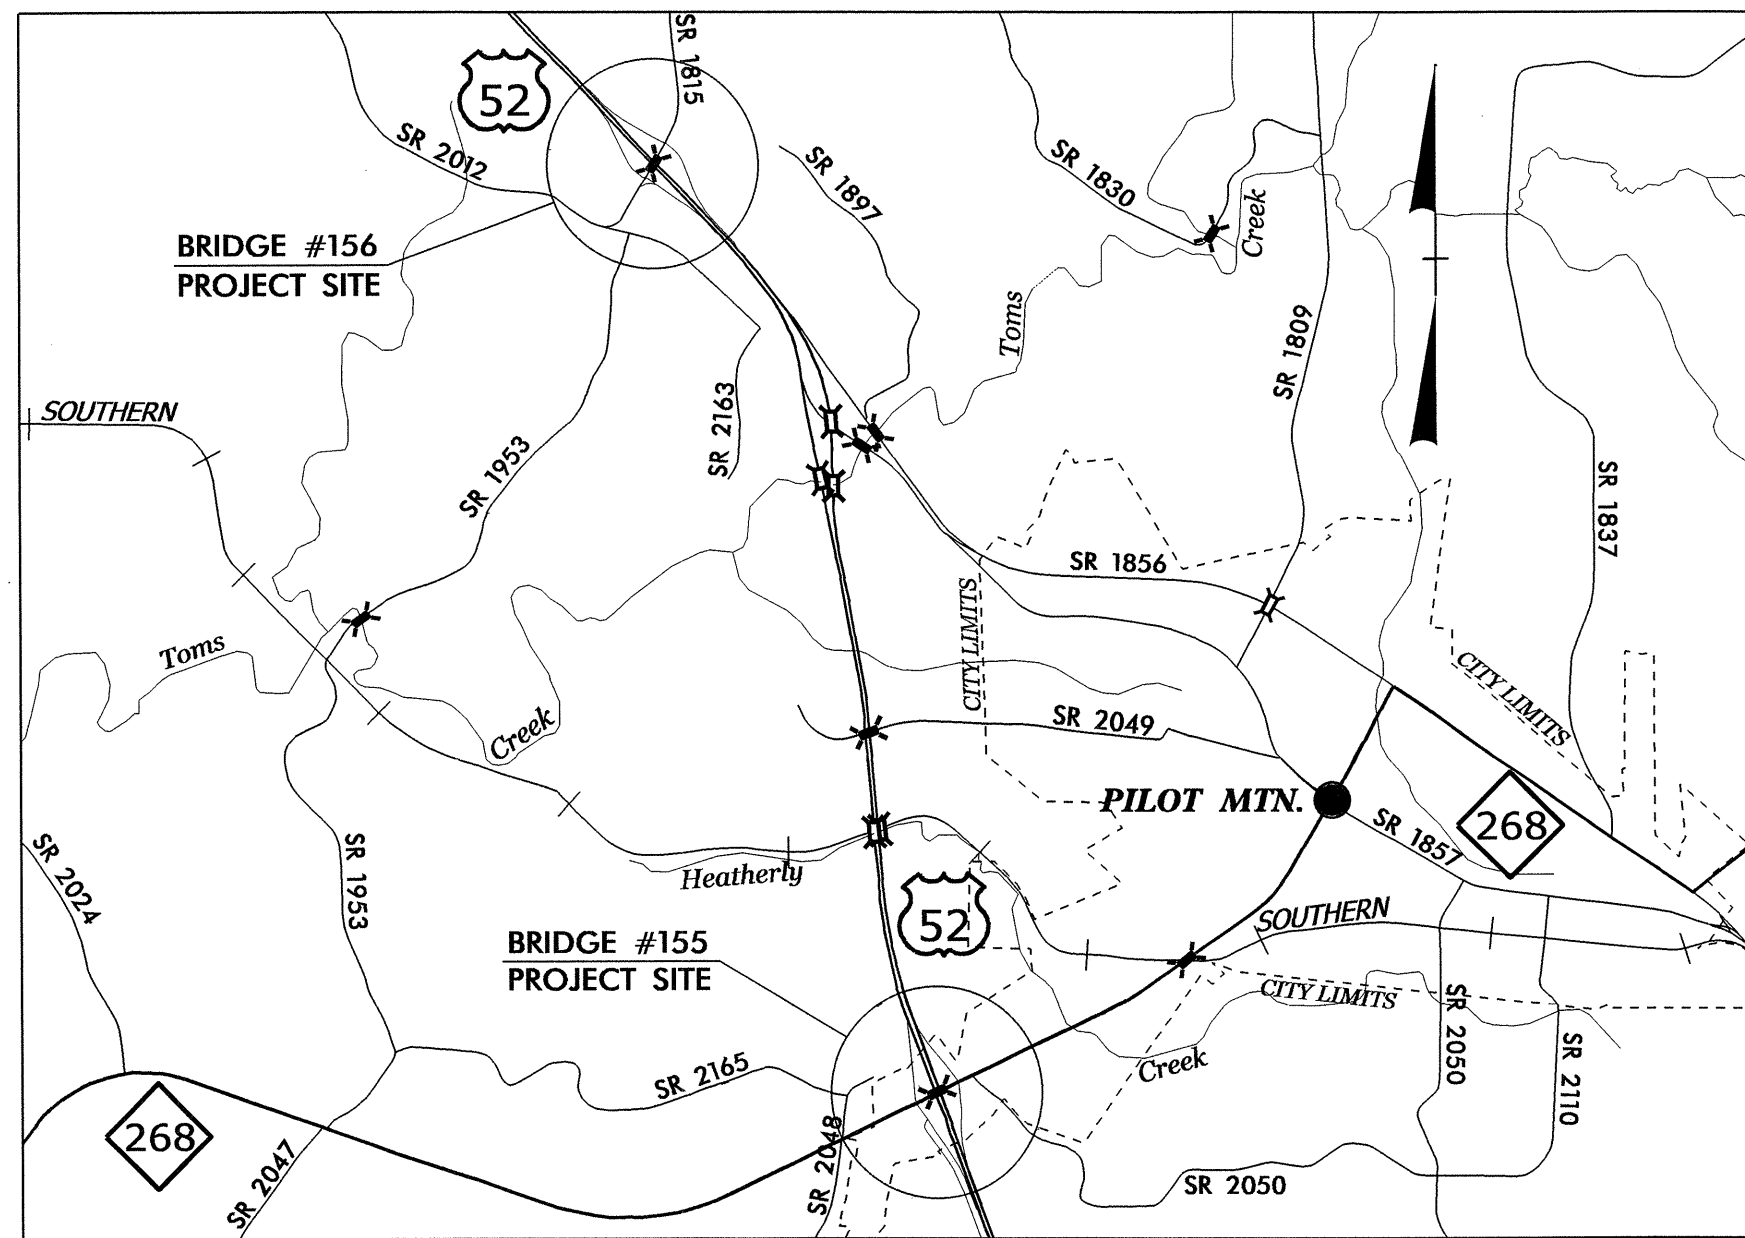 SR 1815
52
SR 2012
SR 1897
SR 1830
Creek
BRIDGE #156
PROJECT SITE
Toms
SR 1809
SR 2163
SOUTHERN
SR 1953
SR 1837
SR 1856
CITY LIMITS
Toms
CITY LIMITS
Creek
SR 2049
PILOT MTN.
268
SR 1857
SR 2024
SR 1953
Heatherly
52
SOUTHERN
BRIDGE #155
PROJECT SITE
CITY LIMITS
SR 2050
Creek
SR 2165
SR 2110
268
SR 2048
SR 2047
SR 2050